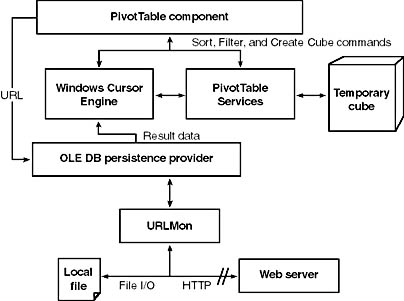 PivotTable component
Sort, Filter, and Create Cube commands
URL
Windows Cursor
Engine
PivotTable
Services
Temporary
cube
Result data
OLE DB persistence provider
URLMon
Local
file
File I/O
HTTP
Web server